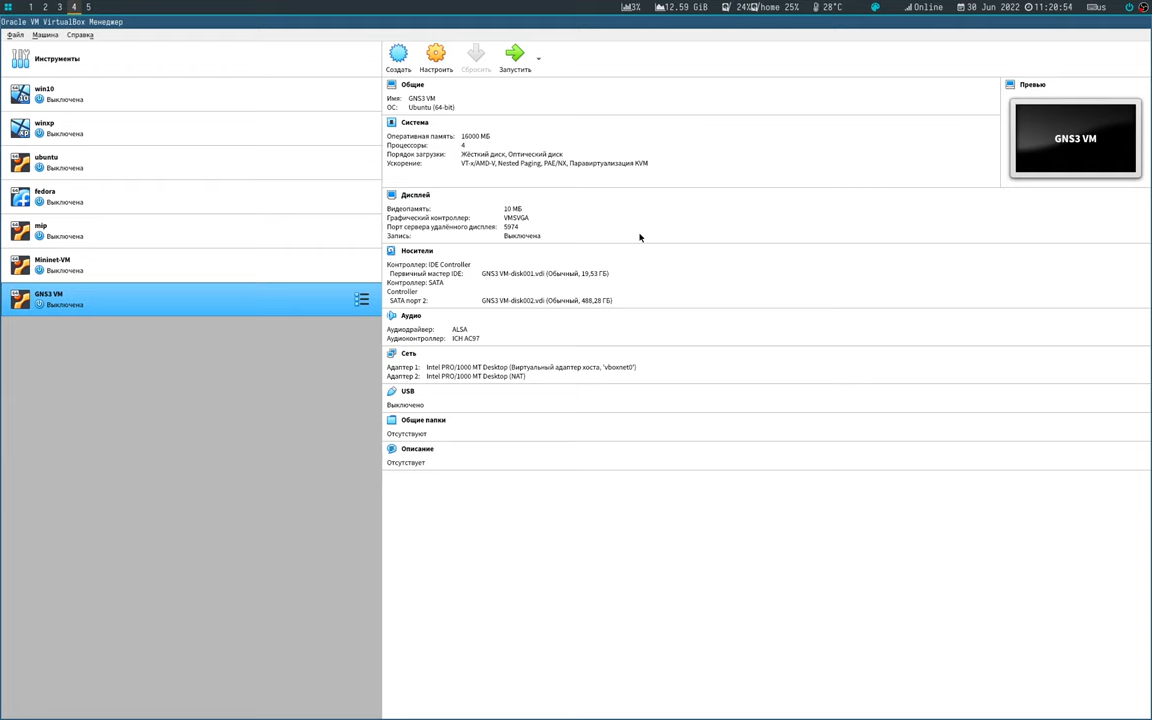 1 2 3 4 5
3% 12.59 GiB / 24% /home 25% 28°C Online 30 Jun 2022 11:20:54 us
Oracle VM VirtualBox Менеджер
Файл Машина Справка
Инструменты
win10
Выключена
winxp
Выключена
ubuntu
Выключена
fedora
Выключена
mip
Выключена
Mininet-VM
Выключена
GNS3 VM
Выключена
Создать Настроить Сбросить Запустить
Общие
Имя: GNS3 VM
ОС: Ubuntu (64-bit)
Превью
GNS3 VM
Система
Оперативная память: 16000 МБ
Процессоры: 4
Порядок загрузки: Жёсткий диск, Оптический диск
Ускорение: VT-x/AMD-V, Nested Paging, PAE/NX, Паравиртуализация KVM
Дисплей
Видеопамять: 10 МБ
Графический контроллер: VMSVGA
Порт сервера удалённого дисплея: 5974
Запись: Выключена
Носители
Контроллер: IDE Controller
Первичный мастер IDE: GNS3 VM-disk001.vdi (Обычный, 19,53 ГБ)
Контроллер: SATA
Controller
SATA порт 2: GNS3 VM-disk002.vdi (Обычный, 488,28 ГБ)
Аудио
Аудиодрайвер: ALSA
Аудиоконтроллер: ICH AC97
Сеть
Адаптер 1: Intel PRO/1000 MT Desktop (Виртуальный адаптер хоста, 'vboxnet0')
Адаптер 2: Intel PRO/1000 MT Desktop (NAT)
USB
Выключено
Общие папки
Отсутствуют
Описание
Отсутствует